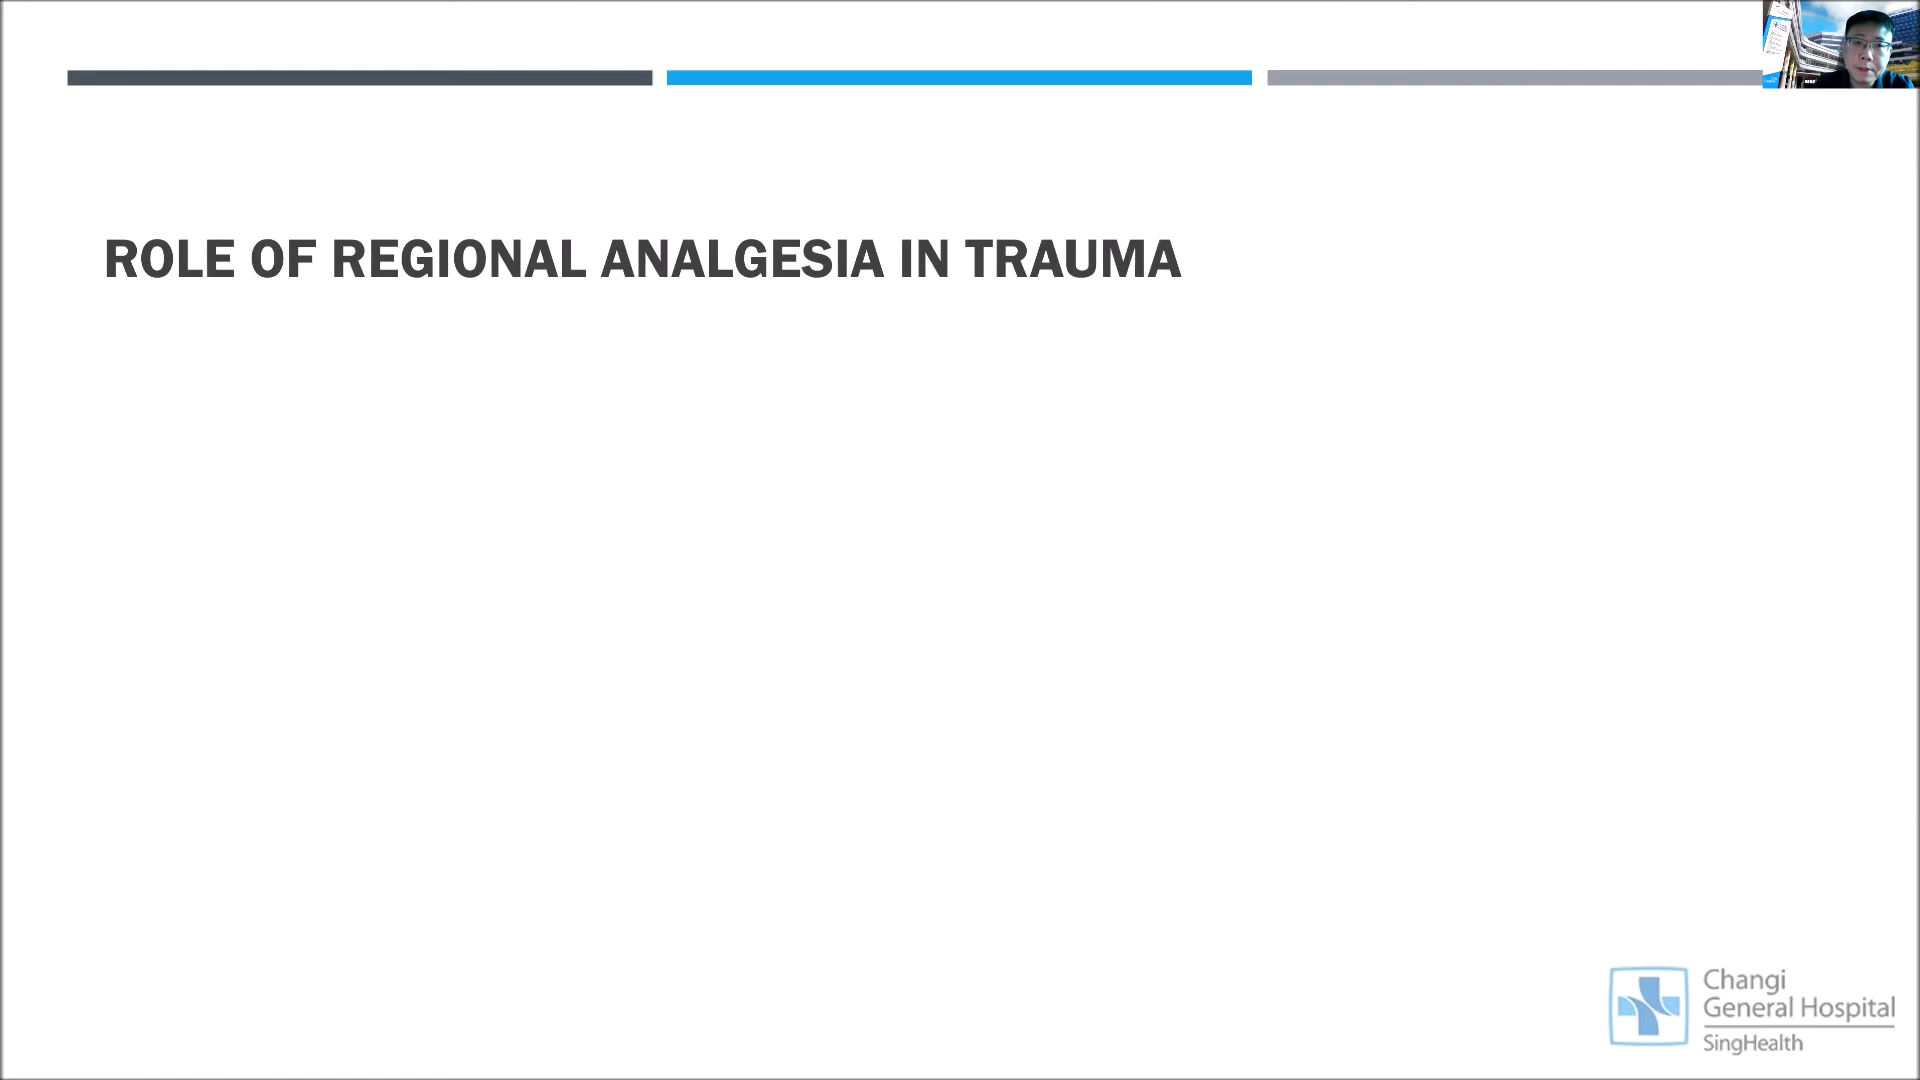 ROLE OF REGIONAL ANALGESIA IN TRAUMA
Changi
General Hospital
SingHealth